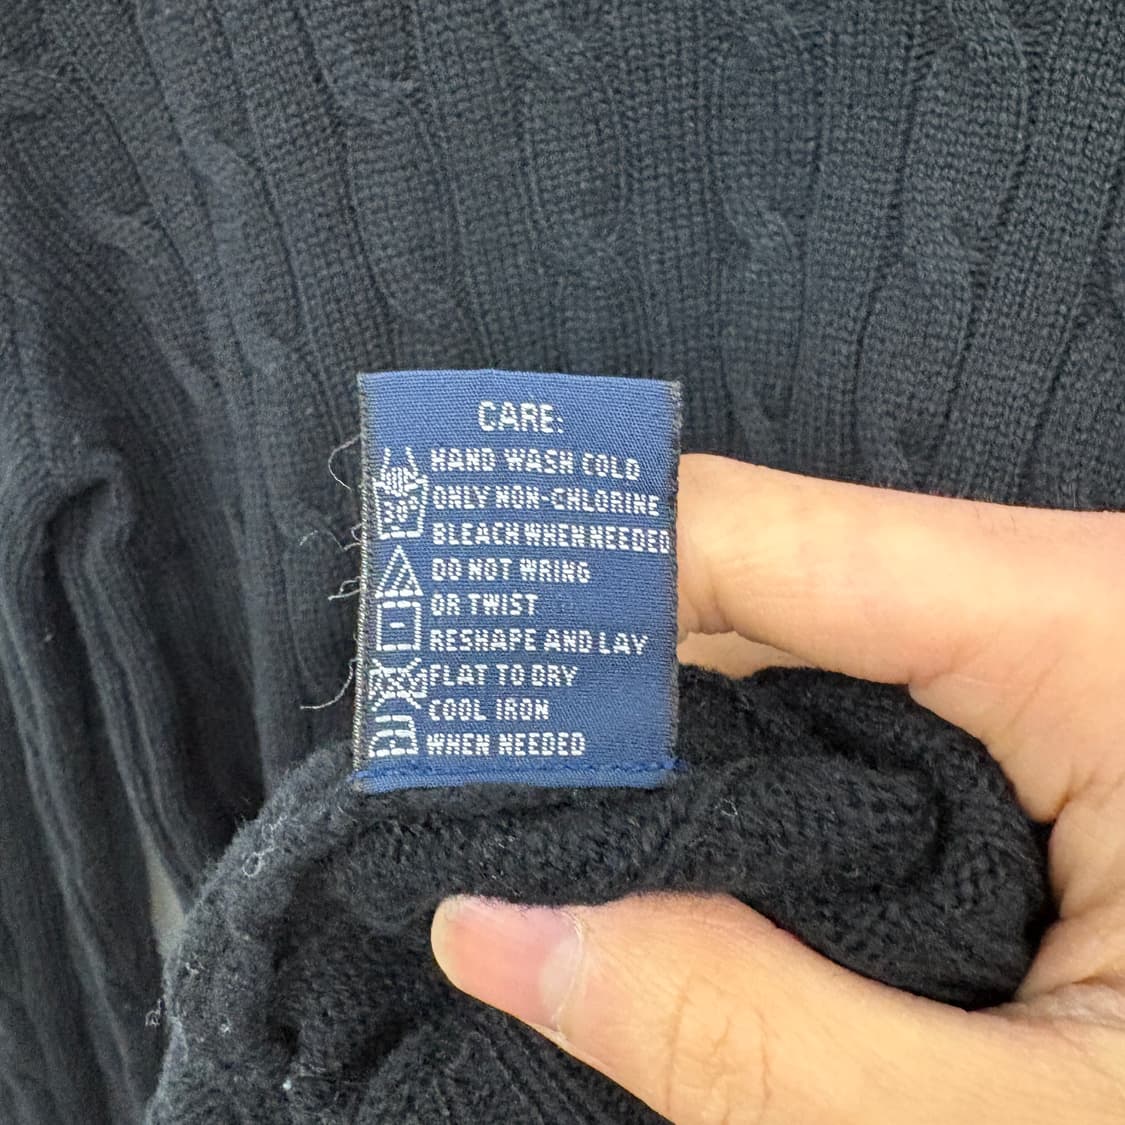 CARE:
HAND WASH COLD
ONLY NON-CHLORINE
BLEACH WHEN NEEDED
DO NOT WRING
OR TWIST
RESHAPE AND LAY
FLAT TO DRY
COOL IRON
WHEN NEEDED